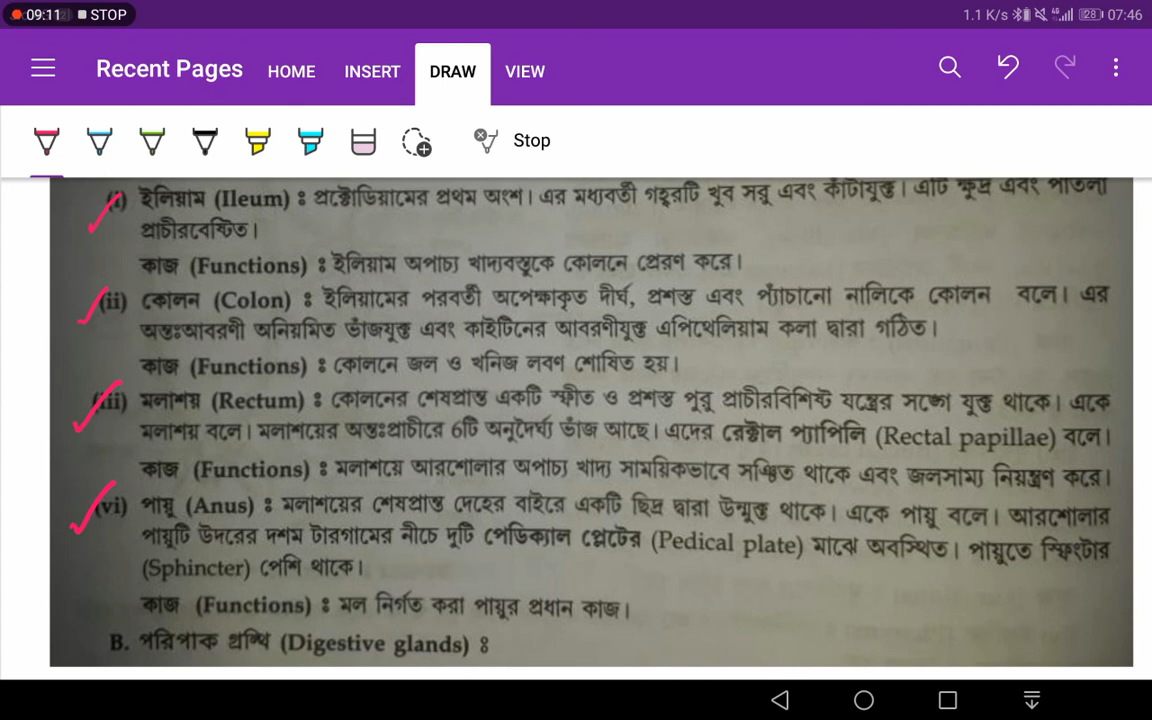 09:11 STOP 1.1 K/s 28 07:46
Recent Pages HOME INSERT DRAW VIEW
Stop
(i) ইলিয়াম (Ileum) ঃ প্রক্টোডিয়ামের প্রথম অংশ। এর মধ্যবর্তী গহ্বরটি খুব সরু এবং কাঁটাযুক্ত। এটি ক্ষুদ্র এবং পাতলা
প্রাচীরবেষ্টিত।
কাজ (Functions) ঃ ইলিয়াম অপাচ্য খাদ্যবস্তুকে কোলনে প্রেরণ করে।
(ii) কোলন (Colon) ঃ ইলিয়ামের পরবর্তী অপেক্ষাকৃত দীর্ঘ, প্রশস্ত এবং প্যাঁচানো নালিকে কোলন বলে। এর
অন্তঃআবরণী অনিয়মিত ভাঁজযুক্ত এবং কাইটিনের আবরণীযুক্ত এপিথেলিয়াম কলা দ্বারা গঠিত।
কাজ (Functions) ঃ কোলনে জল ও খনিজ লবণ শোষিত হয়।
(iii) মলাশয় (Rectum) ঃ কোলনের শেষপ্রান্ত একটি স্ফীত ও প্রশস্ত পুরু প্রাচীরবিশিষ্ট যন্ত্রের সঙ্গে যুক্ত থাকে। একে
মলাশয় বলে। মলাশয়ের অন্তঃপ্রাচীরে 6টি অনুদৈর্ঘ্য ভাঁজ আছে। এদের রেক্টাল প্যাপিলি (Rectal papillae) বলে।
কাজ (Functions) ঃ মলাশয়ে আরশোলার অপাচ্য খাদ্য সাময়িকভাবে সঞ্চিত থাকে এবং জলসাম্য নিয়ন্ত্রণ করে।
(vi) পায়ু (Anus) ঃ মলাশয়ের শেষপ্রান্ত দেহের বাইরে একটি ছিদ্র দ্বারা উন্মুক্ত থাকে। একে পায়ু বলে। আরশোলার
পায়ুটি উদরের দশম টারগামের নীচে দুটি পেডিক্যাল প্লেটের (Pedical plate) মাঝে অবস্থিত। পায়ুতে স্ফিংটার
(Sphincter) পেশি থাকে।
কাজ (Functions) ঃ মল নির্গত করা পায়ুর প্রধান কাজ।
B. পরিপাক গ্রন্থি (Digestive glands) ঃ